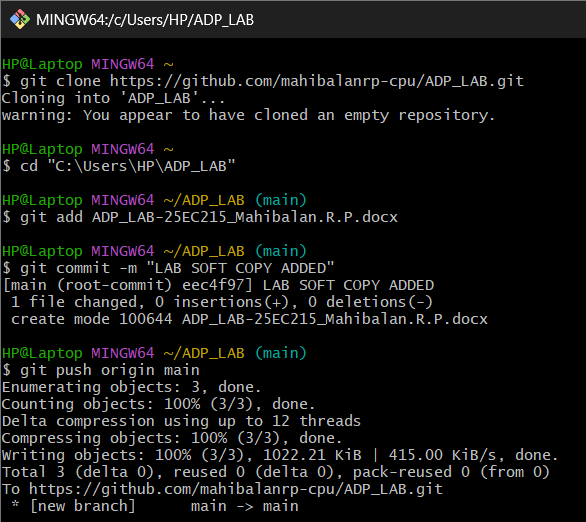 MINGW64:/c/Users/HP/ADP_LAB
HP@Laptop MINGW64 ~
$ git clone https://github.com/mahibalanrp-cpu/ADP_LAB.git
Cloning into 'ADP_LAB'...
warning: You appear to have cloned an empty repository.
HP@Laptop MINGW64 ~
$ cd "C:\Users\HP\ADP_LAB"
HP@Laptop MINGW64 ~/ADP_LAB (main)
$ git add ADP_LAB-25EC215_Mahibalan.R.P.docx
HP@Laptop MINGW64 ~/ADP_LAB (main)
$ git commit -m "LAB SOFT COPY ADDED"
[main (root-commit) eec4f97] LAB SOFT COPY ADDED
 1 file changed, 0 insertions(+), 0 deletions(-)
 create mode 100644 ADP_LAB-25EC215_Mahibalan.R.P.docx
HP@Laptop MINGW64 ~/ADP_LAB (main)
$ git push origin main
Enumerating objects: 3, done.
Counting objects: 100% (3/3), done.
Delta compression using up to 12 threads
Compressing objects: 100% (3/3), done.
Writing objects: 100% (3/3), 1022.21 KiB | 415.00 KiB/s, done.
Total 3 (delta 0), reused 0 (delta 0), pack-reused 0 (from 0)
To https://github.com/mahibalanrp-cpu/ADP_LAB.git
 * [new branch]      main -> main